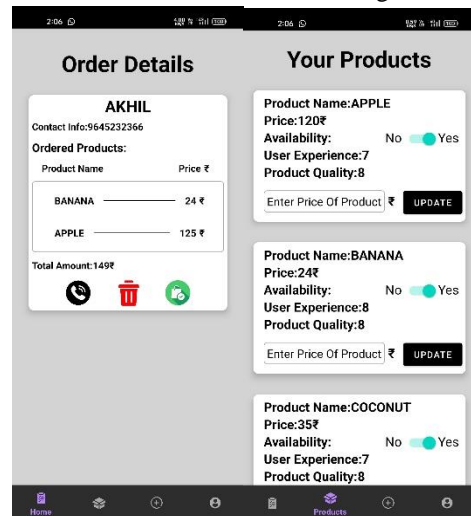 2:06
Order Details
AKHIL
Contact Info:9645232366
Ordered Products:
Product Name Price ₹
BANANA 24 ₹
APPLE 125 ₹
Total Amount:149₹
Home
2:06
Your Products
Product Name:APPLE
Price:120₹
Availability: No Yes
User Experience:7
Product Quality:8
Enter Price Of Product ₹ UPDATE
Product Name:BANANA
Price:24₹
Availability: No Yes
User Experience:8
Product Quality:8
Enter Price Of Product ₹ UPDATE
Product Name:COCONUT
Price:35₹
Availability: No Yes
User Experience:7
Product Quality:8
Products